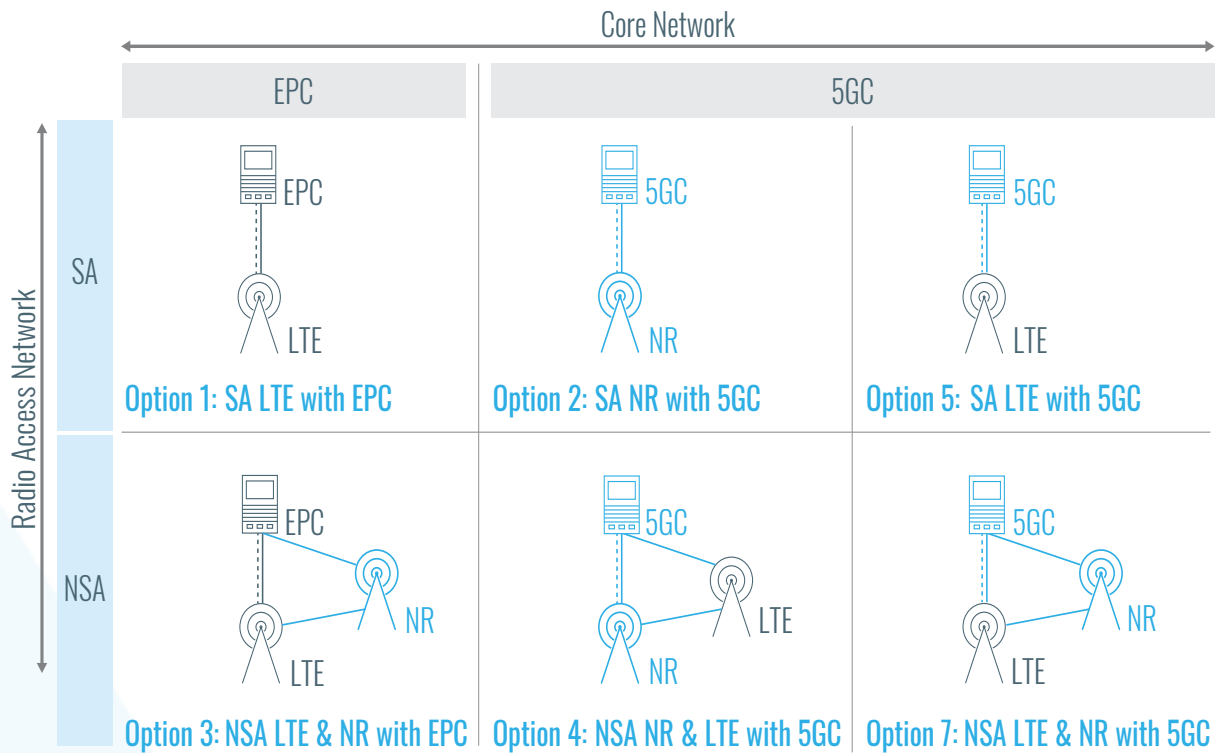 Core Network
EPC
5GC
Radio Access Network
SA
EPC
LTE
Option 1: SA LTE with EPC
5GC
NR
Option 2: SA NR with 5GC
5GC
LTE
Option 5: SA LTE with 5GC
NSA
EPC
NR
LTE
Option 3: NSA LTE & NR with EPC
5GC
LTE
NR
Option 4: NSA NR & LTE with 5GC
5GC
NR
LTE
Option 7: NSA LTE & NR with 5GC